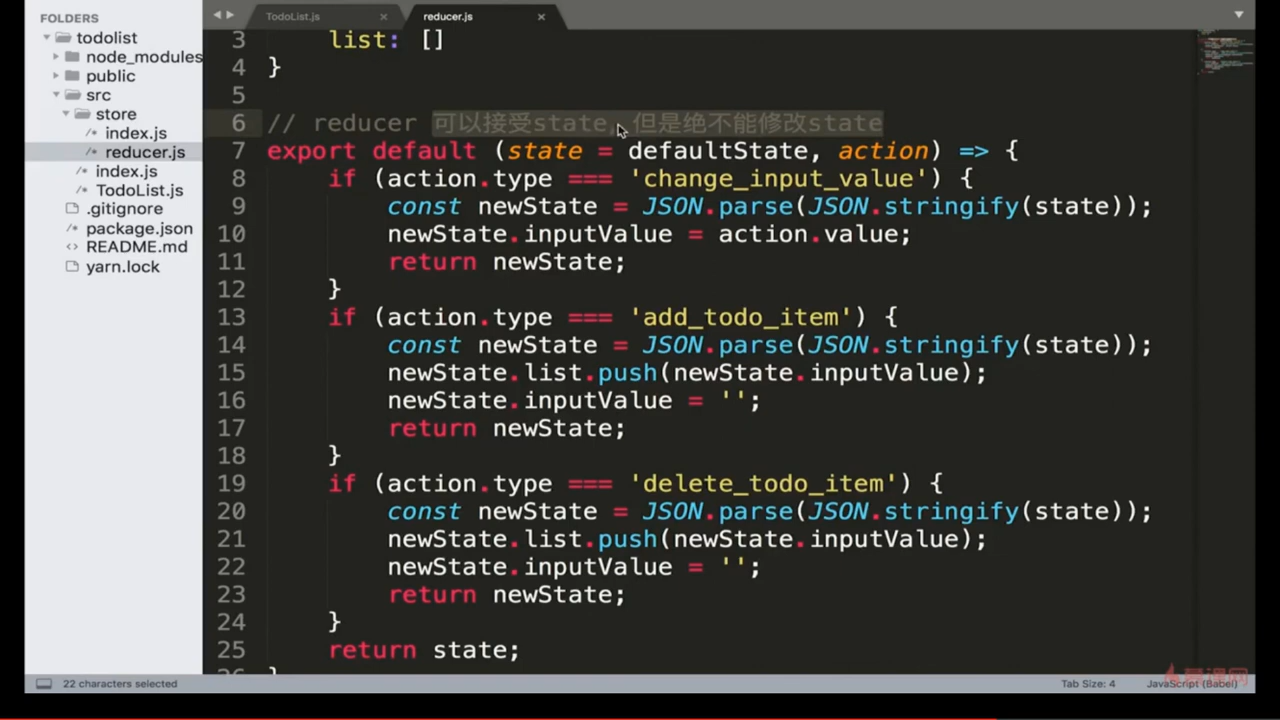 FOLDERS
todolist
node_modules
public
src
store
index.js
reducer.js
index.js
TodoList.js
.gitignore
package.json
README.md
yarn.lock
TodoList.js
reducer.js
3 list: []
4 }
5
6 // reducer 可以接受state, 但是绝不能修改state
7 export default (state = defaultState, action) => {
8 if (action.type === 'change_input_value') {
9 const newState = JSON.parse(JSON.stringify(state));
10 newState.inputValue = action.value;
11 return newState;
12 }
13 if (action.type === 'add_todo_item') {
14 const newState = JSON.parse(JSON.stringify(state));
15 newState.list.push(newState.inputValue);
16 newState.inputValue = '';
17 return newState;
18 }
19 if (action.type === 'delete_todo_item') {
20 const newState = JSON.parse(JSON.stringify(state));
21 newState.list.push(newState.inputValue);
22 newState.inputValue = '';
23 return newState;
24 }
25 return state;
22 characters selected
Tab Size: 4
JavaScript (Babel)